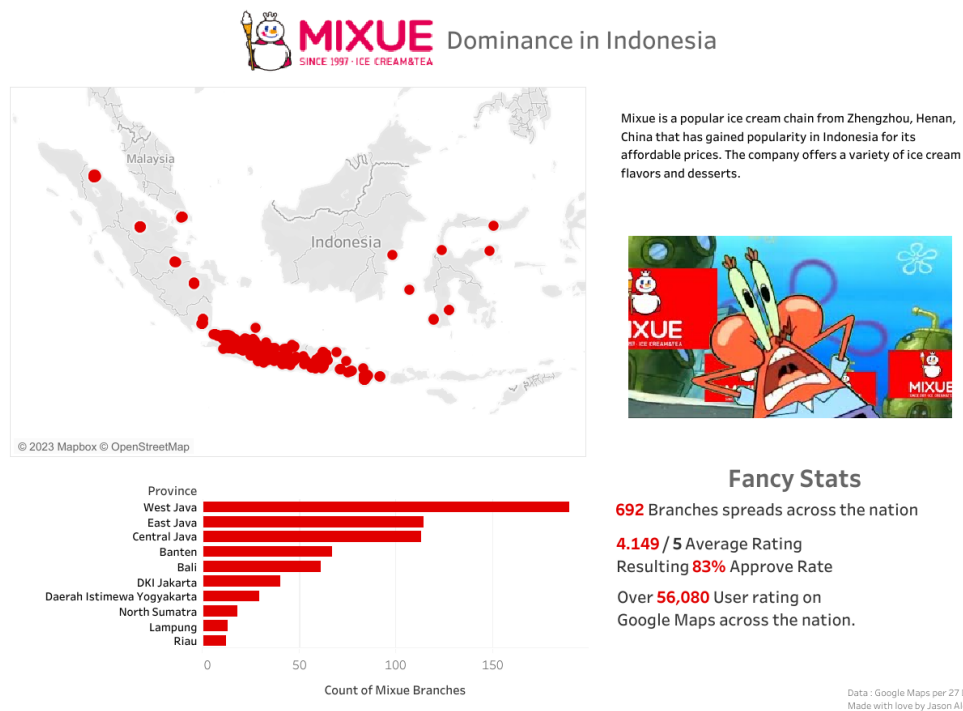 MIXUE
SINCE 1997 · ICE CREAM&TEA
Dominance in Indonesia
Malaysia
Indonesia
© 2023 Mapbox © OpenStreetMap
Mixue is a popular ice cream chain from Zhengzhou, Henan,
China that has gained popularity in Indonesia for its
affordable prices. The company offers a variety of ice cream
flavors and desserts.
IXUE
ICE CREAM&TEA
MIXUE
Province
West Java
East Java
Central Java
Banten
Bali
DKI Jakarta
Daerah Istimewa Yogyakarta
North Sumatra
Lampung
Riau
0 50 100 150
Count of Mixue Branches
Fancy Stats
692 Branches spreads across the nation
4.149 / 5 Average Rating
Resulting 83% Approve Rate
Over 56,080 User rating on
Google Maps across the nation.
Data : Google Maps per 27
Made with love by Jason Al